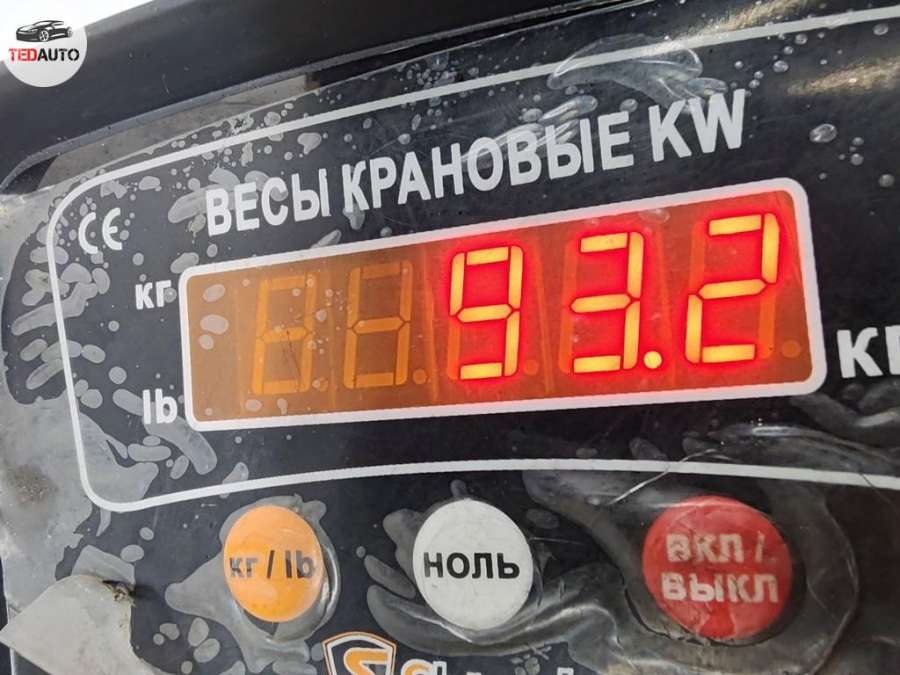 TEDAUTO
ВЕСЫ КРАНОВЫЕ KW
CE
кг
93.2
lb
кг / lb
НОЛЬ
ВКЛ /
ВЫКЛ